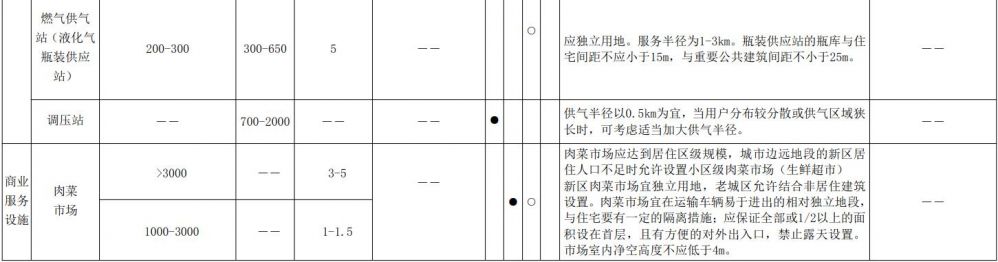 燃气供气
站（液化气
瓶装供应
站）
200-300
300-650
5
——
○
应独立用地。服务半径为1-3km。瓶装供应站的瓶库与住
宅间距不应小于15m，与重要公共建筑间距不小于25m。
——
调压站
——
700-2000
——
——
●
供气半径以0.5km为宜，当用户分布较分散或供气区域狭
长时，可考虑适当加大供气半径。
——
商业
服务
设施
肉菜
市场
>3000
——
3-5
——
1000-3000
1-1.5
●
○
肉菜市场应达到居住区级规模，城市边远地段的新区居
住人口不足时允许设置小区级肉菜市场（生鲜超市）
新区肉菜市场宜独立用地，老城区允许结合非居住建筑
设置。肉菜市场宜在运输车辆易于进出的相对独立地段，
与住宅要有一定的隔离措施；应保证全部或1/2以上的面
积设在首层，且有方便的对外出入口，禁止露天设置。
市场室内净空高度不应低于4m。
——